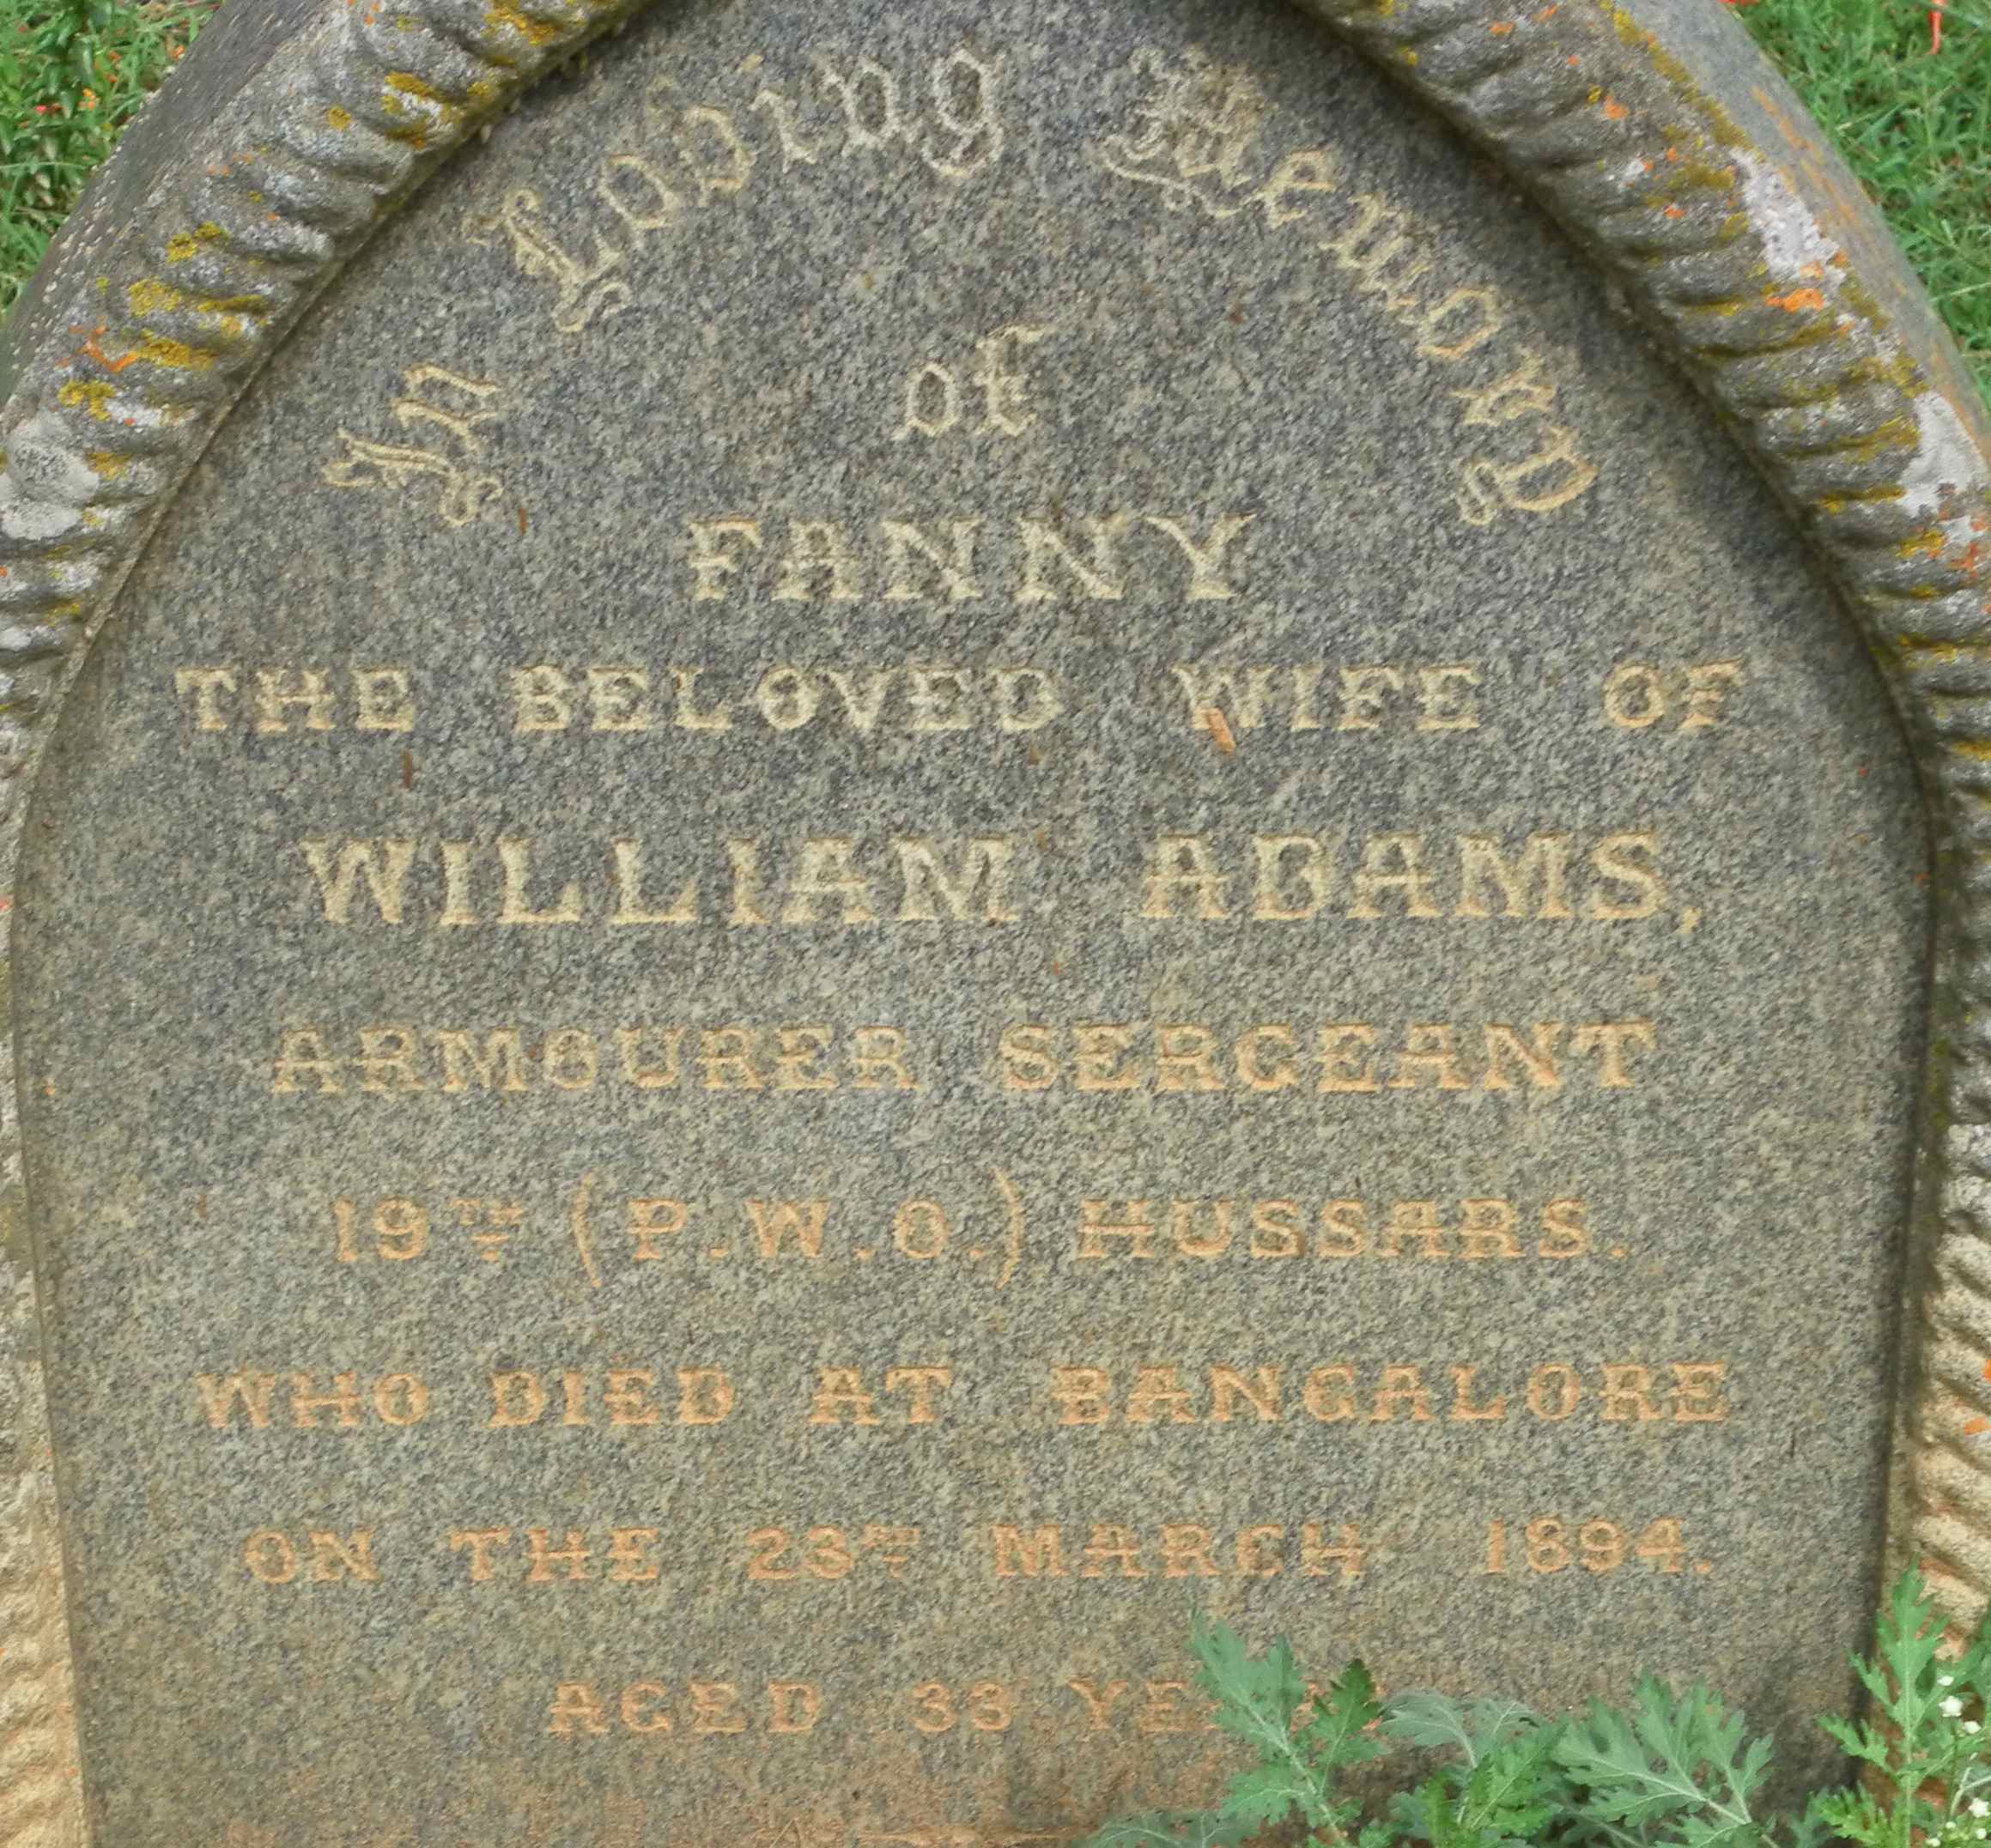 In Loving Memory
of
FANNY
THE BELOVED WIFE OF
WILLIAM ADAMS,
ARMOURER SERGEANT
19TH (P.W.O.) HUSSARS.
WHO DIED AT BANGALORE
ON THE 23RD MARCH 1894.
AGED 33